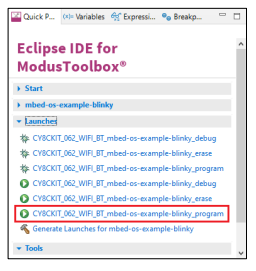 Quick P...
(x)= Variables
Expressi...
Breakp...
Eclipse IDE for
ModusToolbox®
Start
mbed-os-example-blinky
Launches
CY8CKIT_062_WIFI_BT_mbed-os-example-blinky_debug
CY8CKIT_062_WIFI_BT_mbed-os-example-blinky_erase
CY8CKIT_062_WIFI_BT_mbed-os-example-blinky_program
CY8CKIT_062_WIFI_BT_mbed-os-example-blinky_debug
CY8CKIT_062_WIFI_BT_mbed-os-example-blinky_erase
CY8CKIT_062_WIFI_BT_mbed-os-example-blinky_program
Generate Launches for mbed-os-example-blinky
Tools